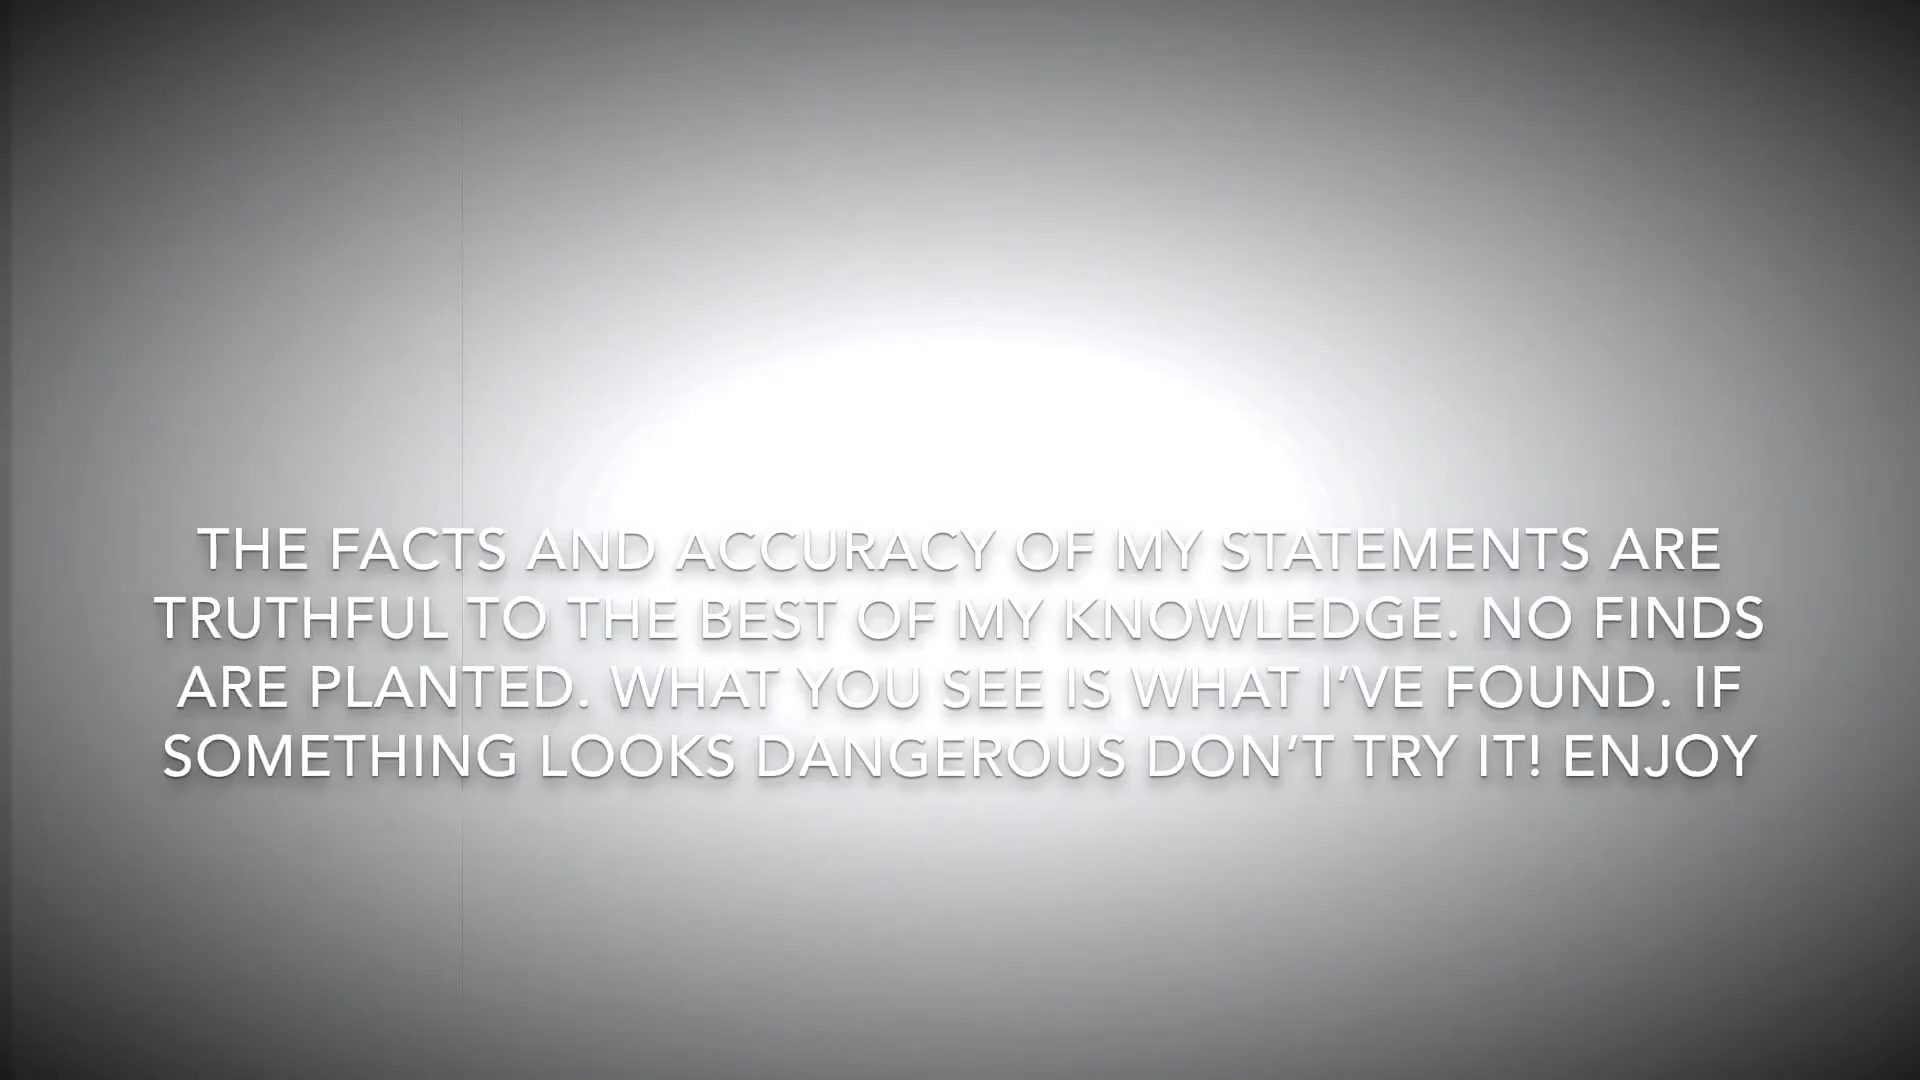 THE FACTS AND ACCURACY OF MY STATEMENTS ARE
TRUTHFUL TO THE BEST OF MY KNOWLEDGE. NO FINDS
ARE PLANTED. WHAT YOU SEE IS WHAT I’VE FOUND. IF
SOMETHING LOOKS DANGEROUS DON’T TRY IT! ENJOY